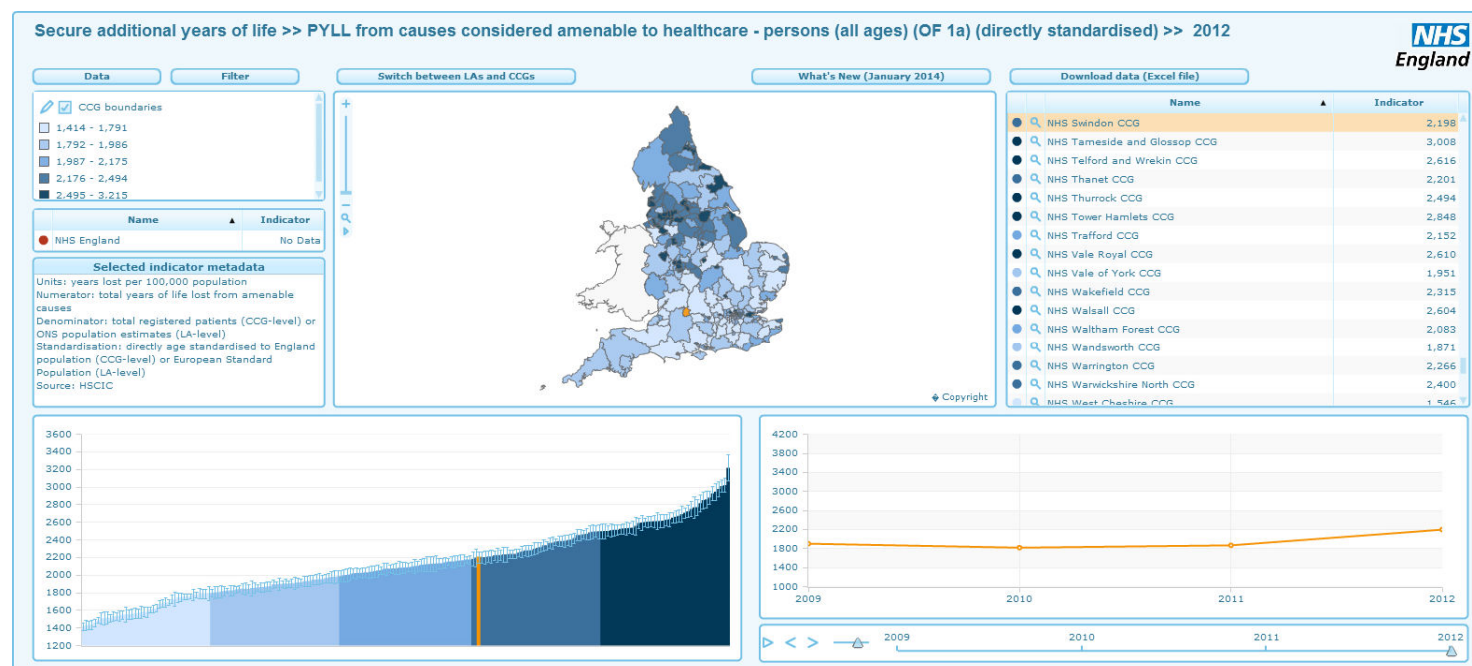 Secure additional years of life >> PYLL from causes considered amenable to healthcare - persons (all ages) (OF 1a) (directly standardised) >> 2012
NHS
England
Data
Filter
Switch between LAs and CCGs
What's New (January 2014)
Download data (Excel file)
CCG boundaries
1,414 - 1,791
1,792 - 1,986
1,987 - 2,175
2,176 - 2,494
2,495 - 3,215
Name ▲ Indicator
NHS England No Data
Selected indicator metadata
Units: years lost per 100,000 population
Numerator: total years of life lost from amenable
causes
Denominator: total registered patients (CCG-level) or
ONS population estimates (LA-level)
Standardisation: directly age standardised to England
population (CCG-level) or European Standard
Population (LA-level)
Source: HSCIC
+
−
� Copyright
Name ▲ Indicator
NHS Swindon CCG 2,198
NHS Tameside and Glossop CCG 3,008
NHS Telford and Wrekin CCG 2,616
NHS Thanet CCG 2,201
NHS Thurrock CCG 2,494
NHS Tower Hamlets CCG 2,848
NHS Trafford CCG 2,152
NHS Vale Royal CCG 2,610
NHS Vale of York CCG 1,951
NHS Wakefield CCG 2,315
NHS Walsall CCG 2,604
NHS Waltham Forest CCG 2,083
NHS Wandsworth CCG 1,871
NHS Warrington CCG 2,266
NHS Warwickshire North CCG 2,400
NHS West Cheshire CCG 1,546
3600
3400
3200
3000
2800
2600
2400
2200
2000
1800
1600
1400
1200
4200
3800
3400
3000
2600
2200
1800
1400
1000
2009 2010 2011 2012
< >
2009 2010 2011 2012